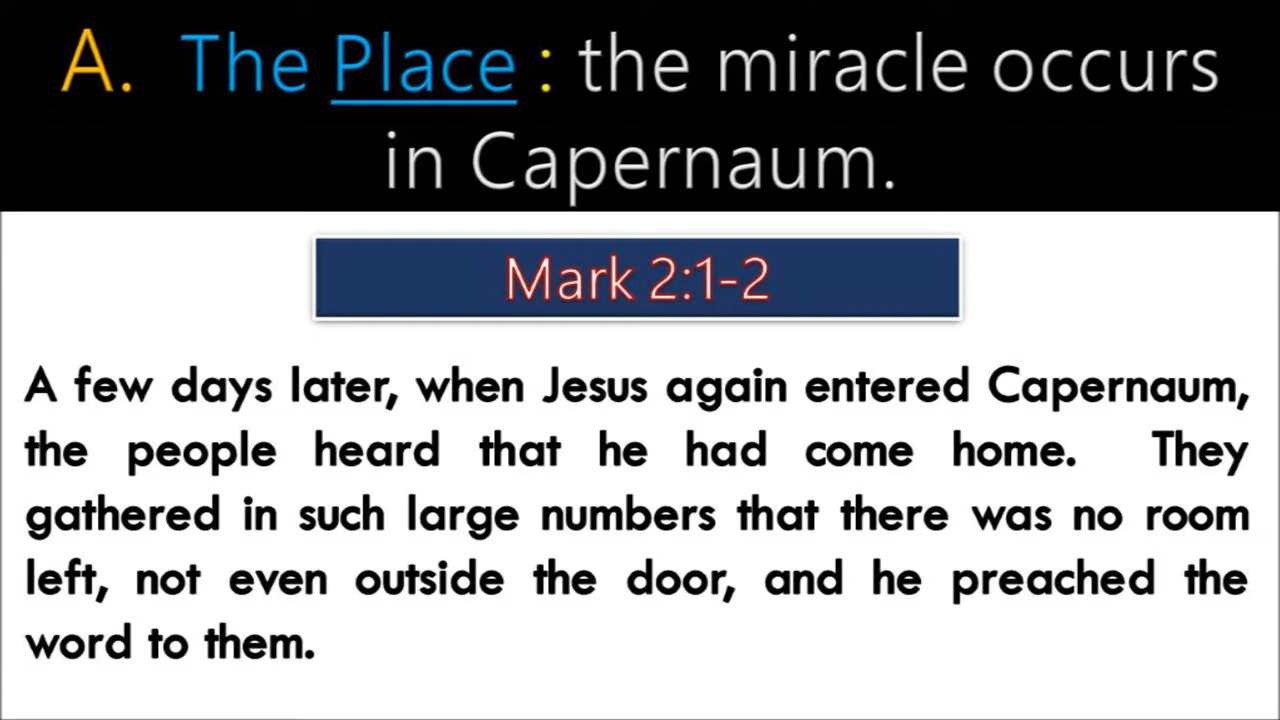 A. The Place : the miracle occurs
in Capernaum.
Mark 2:1-2
A few days later, when Jesus again entered Capernaum,
the people heard that he had come home. They
gathered in such large numbers that there was no room
left, not even outside the door, and he preached the
word to them.